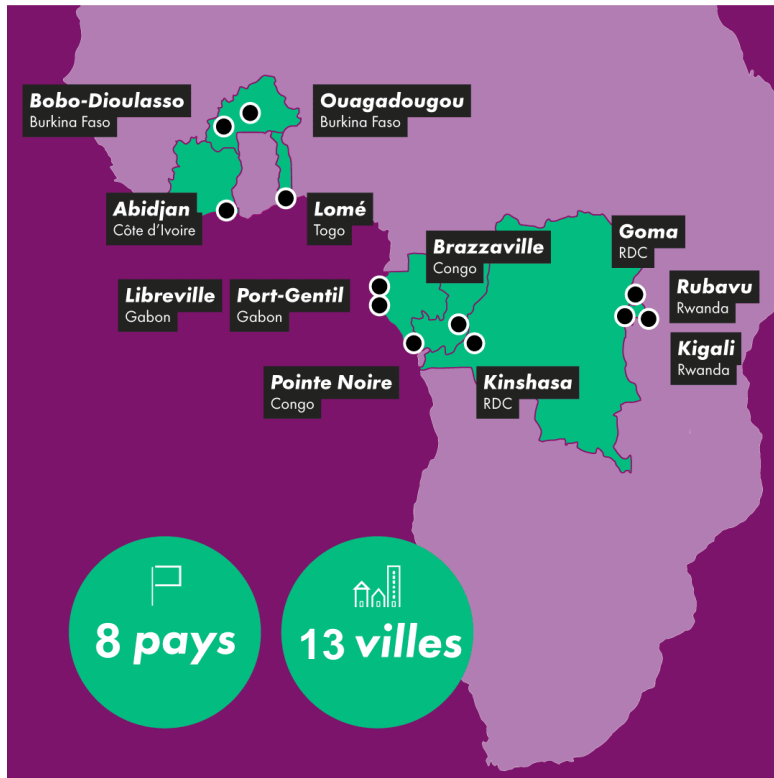 Bobo-Dioulasso
Burkina Faso
Ouagadougou
Burkina Faso
Abidjan
Côte d'Ivoire
Lomé
Togo
Goma
RDC
Brazzaville
Congo
Libreville
Gabon
Port-Gentil
Gabon
Rubavu
Rwanda
Kigali
Rwanda
Pointe Noire
Congo
Kinshasa
RDC
8 pays
13 villes